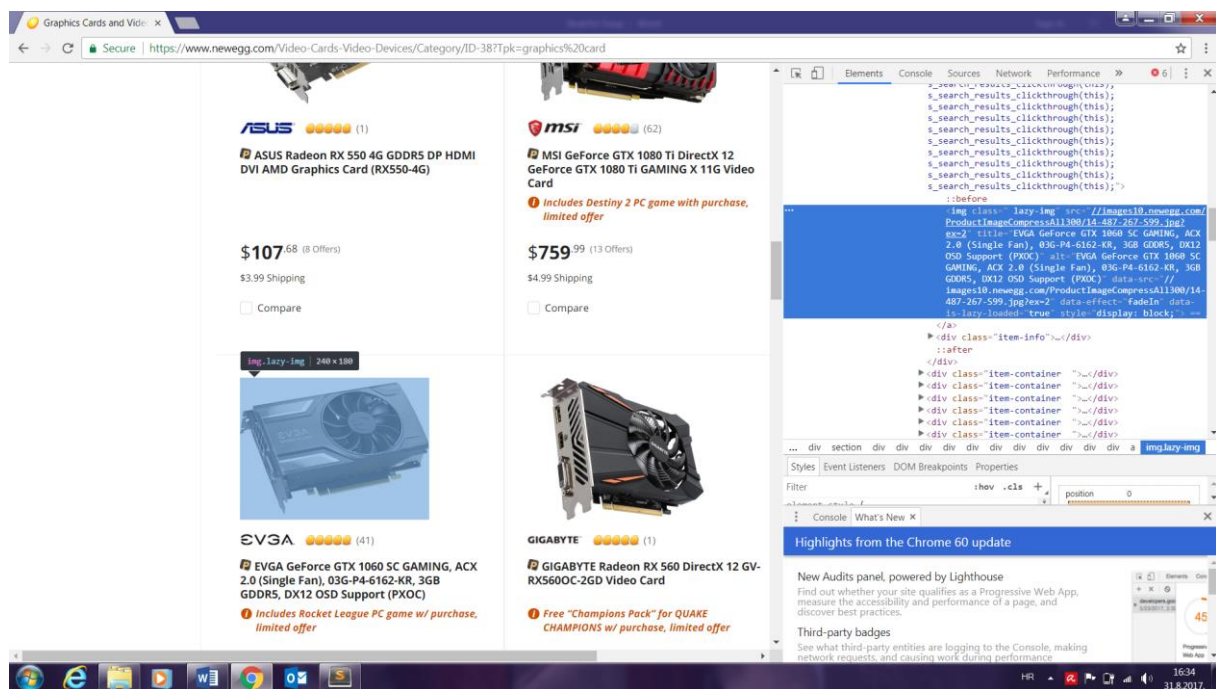 Graphics Cards and Vide
Secure | https://www.newegg.com/Video-Cards-Video-Devices/Category/ID-38?Tpk=graphics%20card
ASUS (1)
ASUS Radeon RX 550 4G GDDR5 DP HDMI
DVI AMD Graphics Card (RX550-4G)
$107.68 (8 Offers)
$3.99 Shipping
Compare
msi (62)
MSI GeForce GTX 1080 Ti DirectX 12
GeForce GTX 1080 Ti GAMING X 11G Video
Card
Includes Destiny 2 PC game with purchase,
limited offer
$759.99 (13 Offers)
$4.99 Shipping
Compare
img.lazy-img | 240×180
EVGA
EVGA (41)
EVGA GeForce GTX 1060 SC GAMING, ACX
2.0 (Single Fan), 03G-P4-6162-KR, 3GB
GDDR5, DX12 OSD Support (PXOC)
Includes Rocket League PC game w/ purchase,
limited offer
GIGABYTE (1)
GIGABYTE Radeon RX 560 DirectX 12 GV-
RX560OC-2GD Video Card
Free "Champions Pack" for QUAKE
CHAMPIONS w/ purchase, limited offer
Elements Console Sources Network Performance » 6
s_search_results_clickthrough(this);
s_search_results_clickthrough(this);
s_search_results_clickthrough(this);
s_search_results_clickthrough(this);
s_search_results_clickthrough(this);
s_search_results_clickthrough(this);
s_search_results_clickthrough(this);
s_search_results_clickthrough(this);
s_search_results_clickthrough(this);">
::before
<img class=" lazy-img" src="//images10.newegg.com/
ProductImageCompressAll300/14-487-267-S99.jpg?
ex=2" title="EVGA GeForce GTX 1060 SC GAMING, ACX
2.0 (Single Fan), 03G-P4-6162-KR, 3GB GDDR5, DX12
OSD Support (PXOC)" alt="EVGA GeForce GTX 1060 SC
GAMING, ACX 2.0 (Single Fan), 03G-P4-6162-KR, 3GB
GDDR5, DX12 OSD Support (PXOC)" data-src="//
images10.newegg.com/ProductImageCompressAll300/14-
487-267-S99.jpg?ex=2" data-effect="fadeIn" data-
is-lazy-loaded="true" style="display: block;"> ==
</a>
<div class="item-info">…</div>
::after
</div>
<div class="item-container ">…</div>
<div class="item-container ">…</div>
<div class="item-container ">…</div>
<div class="item-container ">…</div>
<div class="item-container ">…</div>
<div class="item-container ">…</div>
... div section div div div div div div div div div div a img.lazy-img
Styles Event Listeners DOM Breakpoints Properties
Filter :hov .cls +
element.style {
position 0
Console What's New ×
Highlights from the Chrome 60 update
New Audits panel, powered by Lighthouse
Find out whether your site qualifies as a Progressive Web App,
measure the accessibility and performance of a page, and
discover best practices.
Third-party badges
See what third-party entities are logging to the Console, making
network requests, and causing work during performance
45
HR
16:34
31.8.2017.